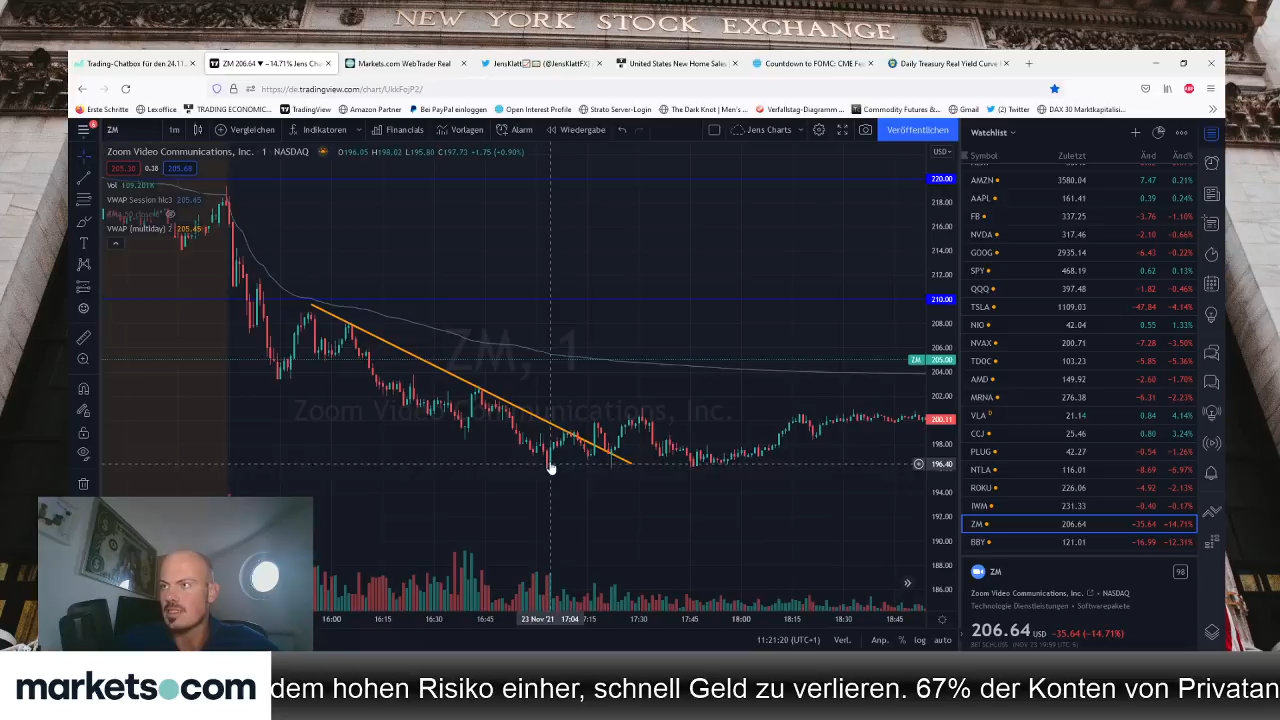 NEW YORK STOCK EXCHANGE
Trading-Chatbox für den 24.11.
ZM 206.64 ▼ −14.71% Jens Cha
Markets.com WebTrader Real
United States New Home Sales
Countdown to FOMC: CME Fed
Daily Treasury Real Yield Curve
https://de.tradingview.com/chart/UkkFojP2/
Erste Schritte
Lexoffice
TRADING ECONOMIC...
TradingView
Amazon Partner
Bei PayPal einloggen
Open Interest Profile
Strato Server-Login
The Dark Knot | Men's ...
Verfallstag-Diagramm ...
Commodity Futures &...
Gmail
(2) Twitter
DAX 30 Marktkapitalisi...
ZM
1m
Vergleichen
Indikatoren
Financials
Vorlagen
Alarm
Wiedergabe
Jens Charts
Veröffentlichen
Watchlist
Zoom Video Communications, Inc. · 1 · NASDAQ
O196.05 H198.02 L195.80 C197.73 +1.75 (+0.90%)
USD
205.30 0.38 205.68
Vol 109.201K
VWAP Session hlc3 205.45
VWAP (multiday) 2 205.45
ZM, 1
Zoom Video Communications, Inc.
220.00
218.00
216.00
214.00
212.00
210.00
208.00
206.00
ZM 205.00
204.00
202.00
200.11
198.00
196.40
194.00
192.00
190.00
188.00
186.00
16:00 16:15 16:30 16:45 23 Nov '21 17:04 17:15 17:30 17:45 18:00 18:15 18:30 18:45
11:21:20 (UTC+1) Verl. Anp. % log auto
Symbol Zuletzt Änd Änd%
AMZN 3580.04 7.47 0.21%
AAPL 161.41 0.39 0.24%
FB 337.25 −3.76 −1.10%
NVDA 317.46 −2.10 −0.66%
GOOG 2935.14 −6.43 −0.22%
SPY 468.19 0.62 0.13%
QQQ 397.48 −1.82 −0.46%
TSLA 1109.03 −47.84 −4.14%
NIO 42.04 0.55 1.33%
NVAX 200.71 −7.28 −3.50%
TDOC 103.23 −5.85 −5.36%
AMD 149.92 −2.60 −1.70%
MRNA 276.38 −6.31 −2.23%
VLA D 21.14 0.84 4.14%
CCJ 25.46 0.80 3.24%
PLUG 42.27 −0.54 −1.26%
NTLA 116.01 −8.69 −6.97%
ROKU 226.06 −4.92 −2.13%
IWM 231.33 −0.40 −0.17%
ZM 206.64 −35.64 −14.71%
BBY 121.01 −16.99 −12.31%
ZM
98
Zoom Video Communications, Inc. · NASDAQ
Technologie Dienstleistungen · Softwarepakete
206.64 USD −35.64 (−14.71%)
markets.com
dem hohen Risiko einher, schnell Geld zu verlieren. 67% der Konten von Privatan